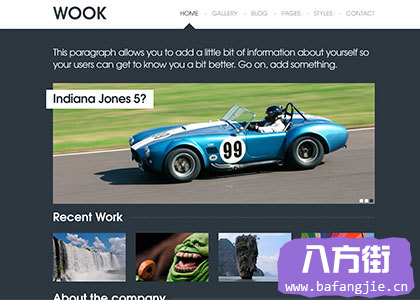 WOOK
HOME - GALLERY - BLOG - PAGES - STYLES - CONTACT
This paragraph allows you to add a little bit of information about yourself so
your users can get to know you a bit better. Go on, add something.
Indiana Jones 5?
99
Recent Work
八方街
www.bafangjie.cn
About the company